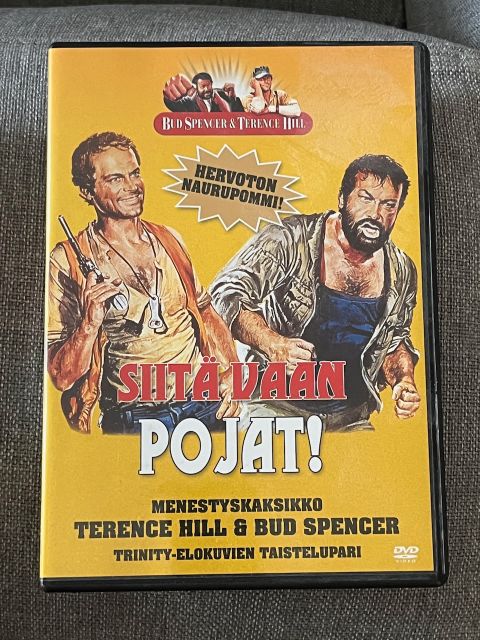 BUD SPENCER & TERENCE HILL
HERVOTON
NAURUPOMMI!
SIITÄ VAAN
POJAT!
MENESTYSKAKSIKKO
TERENCE HILL & BUD SPENCER
TRINITY-ELOKUVIEN TAISTELUPARI
DVD
VIDEO